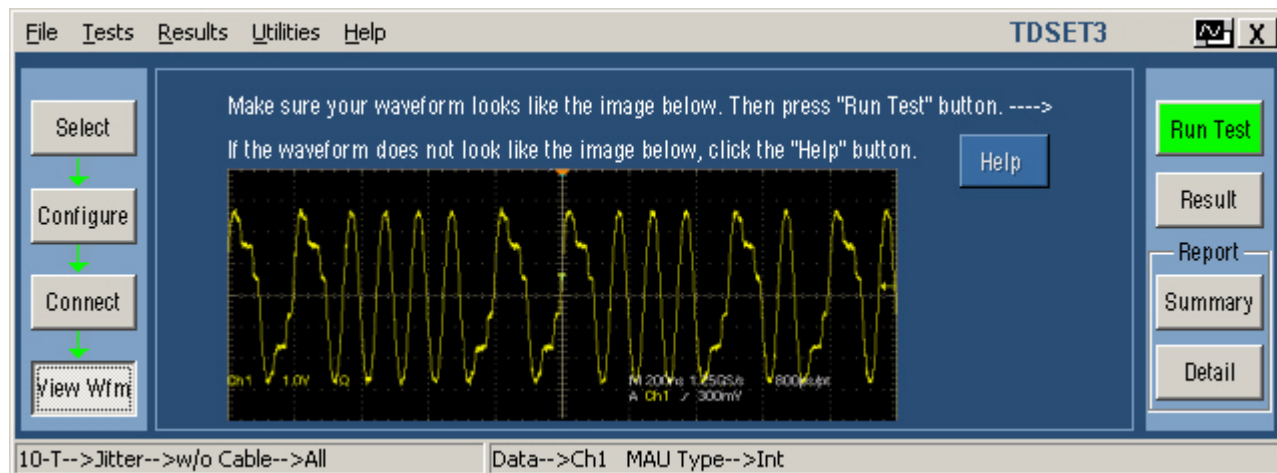 File Tests Results Utilities Help TDSET3 X
Make sure your waveform looks like the image below. Then press "Run Test" button. ---->
If the waveform does not look like the image below, click the "Help" button.
Help
Select
Configure
Connect
View Wfm
Ch1 1.0V Ω
M 200ns 1.25GS/s 800ps/pt
A Ch1 / 300mV
Run Test
Result
Report
Summary
Detail
10-T-->Jitter-->w/o Cable-->All
Data-->Ch1 MAU Type-->Int